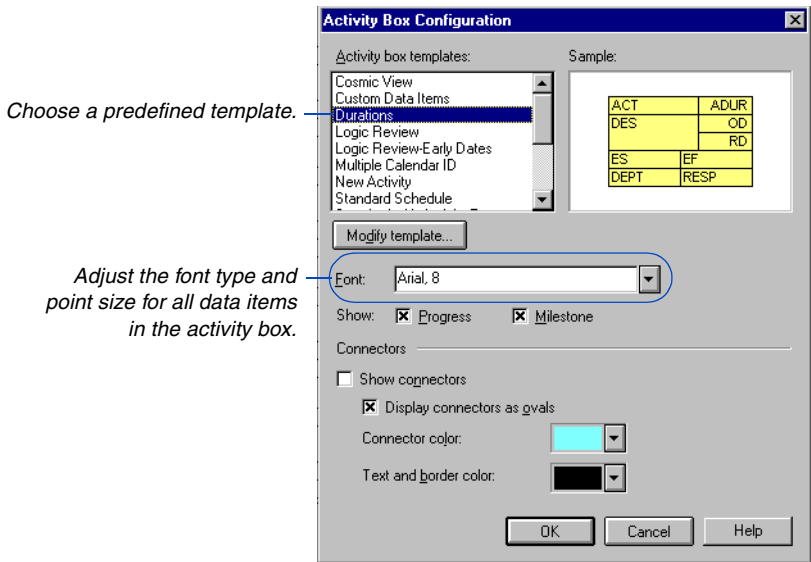 Activity Box Configuration
Activity box templates:
Sample:
Choose a predefined template.
Cosmic View
Custom Data Items
Durations
Logic Review
Logic Review-Early Dates
Multiple Calendar ID
New Activity
Standard Schedule
ACT ADUR
DES OD
RD
ES EF
DEPT RESP
Modify template...
Adjust the font type and
point size for all data items
in the activity box.
Font: Arial, 8
Show: Progress Milestone
Connectors
Show connectors
Display connectors as ovals
Connector color:
Text and border color:
OK Cancel Help